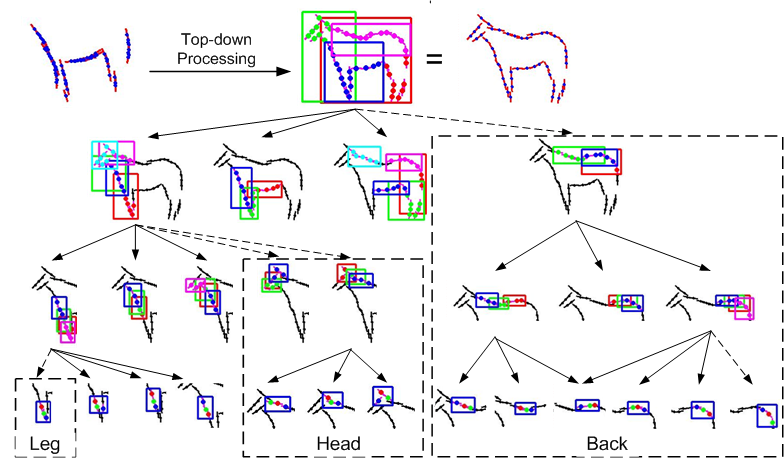 Top-down
Processing
=
Leg
Head
Back